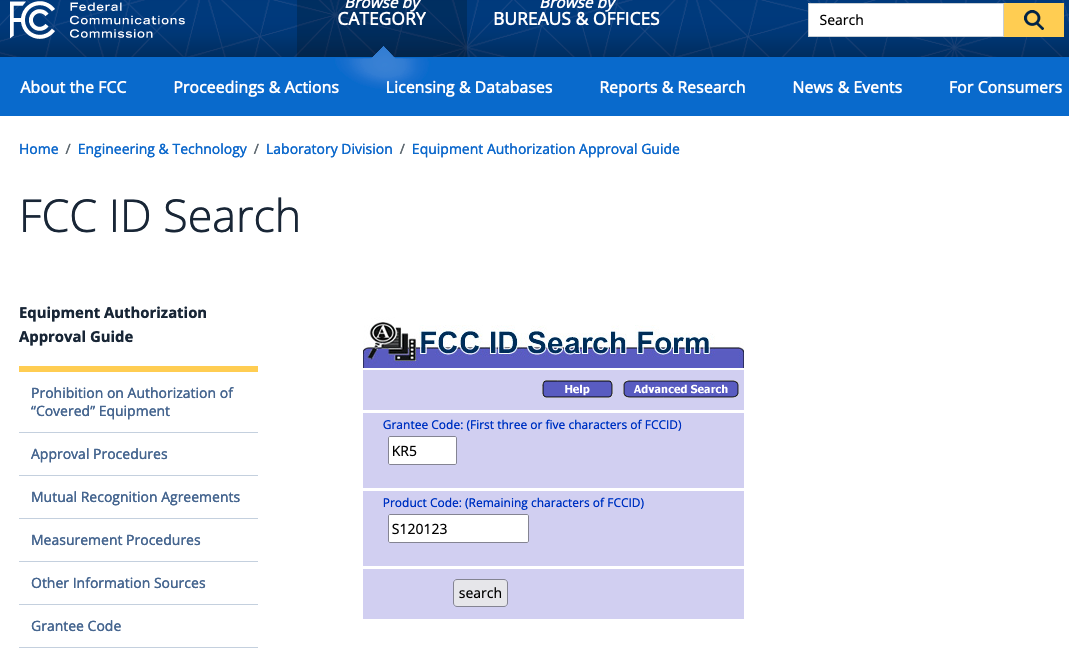 Federal
Communications
Commission
Browse by
CATEGORY
Browse by
BUREAUS & OFFICES
Search
About the FCC
Proceedings & Actions
Licensing & Databases
Reports & Research
News & Events
For Consumers
Home / Engineering & Technology / Laboratory Division / Equipment Authorization Approval Guide
FCC ID Search
Equipment Authorization
Approval Guide
Prohibition on Authorization of
“Covered” Equipment
Approval Procedures
Mutual Recognition Agreements
Measurement Procedures
Other Information Sources
Grantee Code
A
FCC ID Search Form
Help
Advanced Search
Grantee Code: (First three or five characters of FCCID)
KR5
Product Code: (Remaining characters of FCCID)
S120123
search